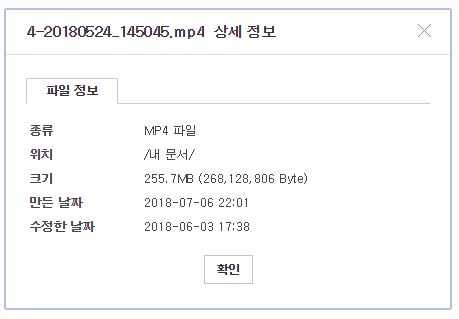 4-20180524_145045.mp4 상세 정보
파일 정보
종류 MP4 파일
위치 /내 문서/
크기 255.7MB (268,128,806 Byte)
만든 날짜 2018-07-06 22:01
수정한 날짜 2018-06-03 17:38
확인